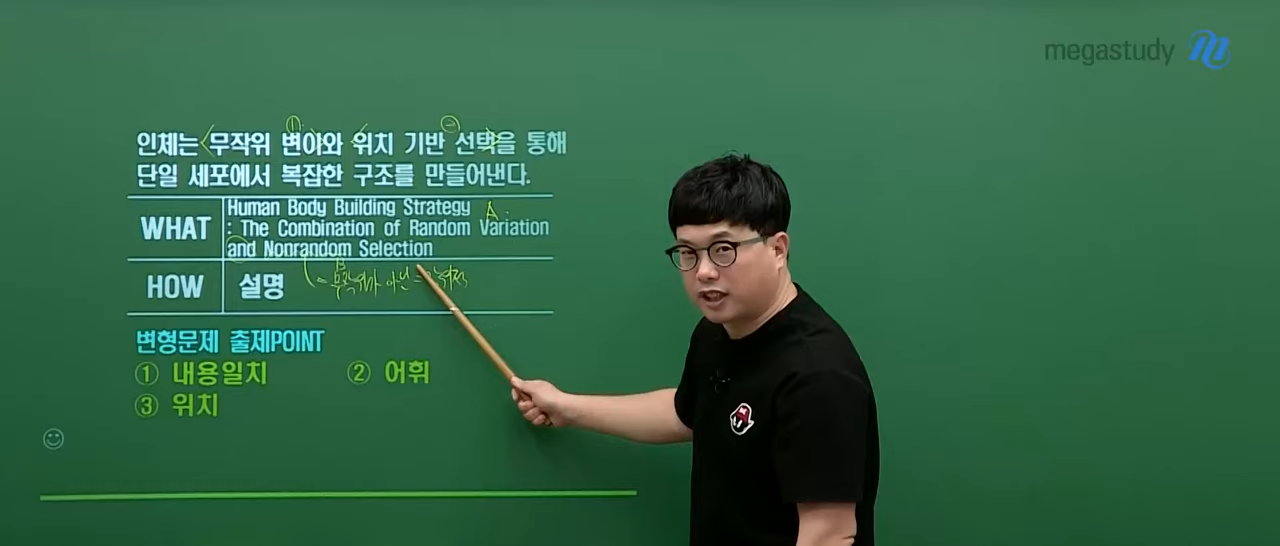 megastudy
인체는 무작위 변이와 위치 기반 선택을 통해
단일 세포에서 복잡한 구조를 만들어낸다.
WHAT
Human Body Building Strategy
: The Combination of Random Variation
and Nonrandom Selection
A
B
HOW
설명
변형문제 출제POINT
① 내용일치
② 어휘
③ 위치